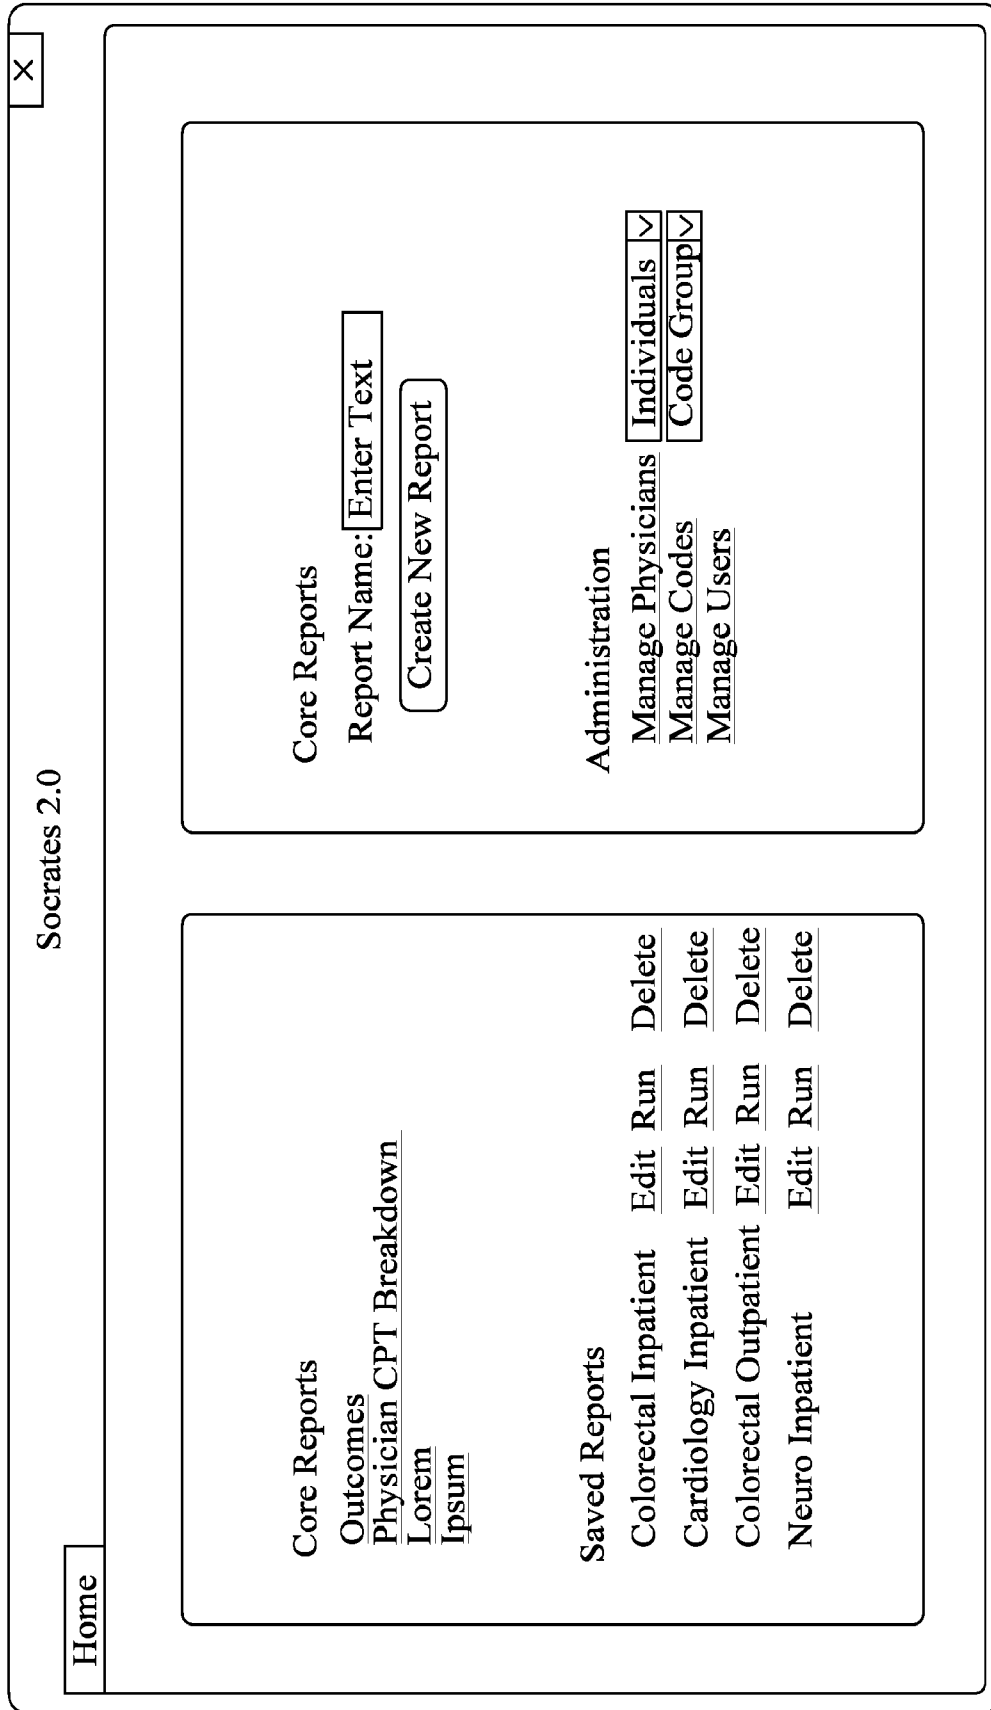 Socrates 2.0
X
Home
Core Reports
Outcomes
Physician CPT Breakdown
Lorem
Ipsum
Saved Reports
Colorectal Inpatient Edit Run Delete
Cardiology Inpatient Edit Run Delete
Colorectal Outpatient Edit Run Delete
Neuro Inpatient Edit Run Delete
Core Reports
Report Name: Enter Text
Create New Report
Administration
Manage Physicians Individuals
Manage Codes Code Group
Manage Users